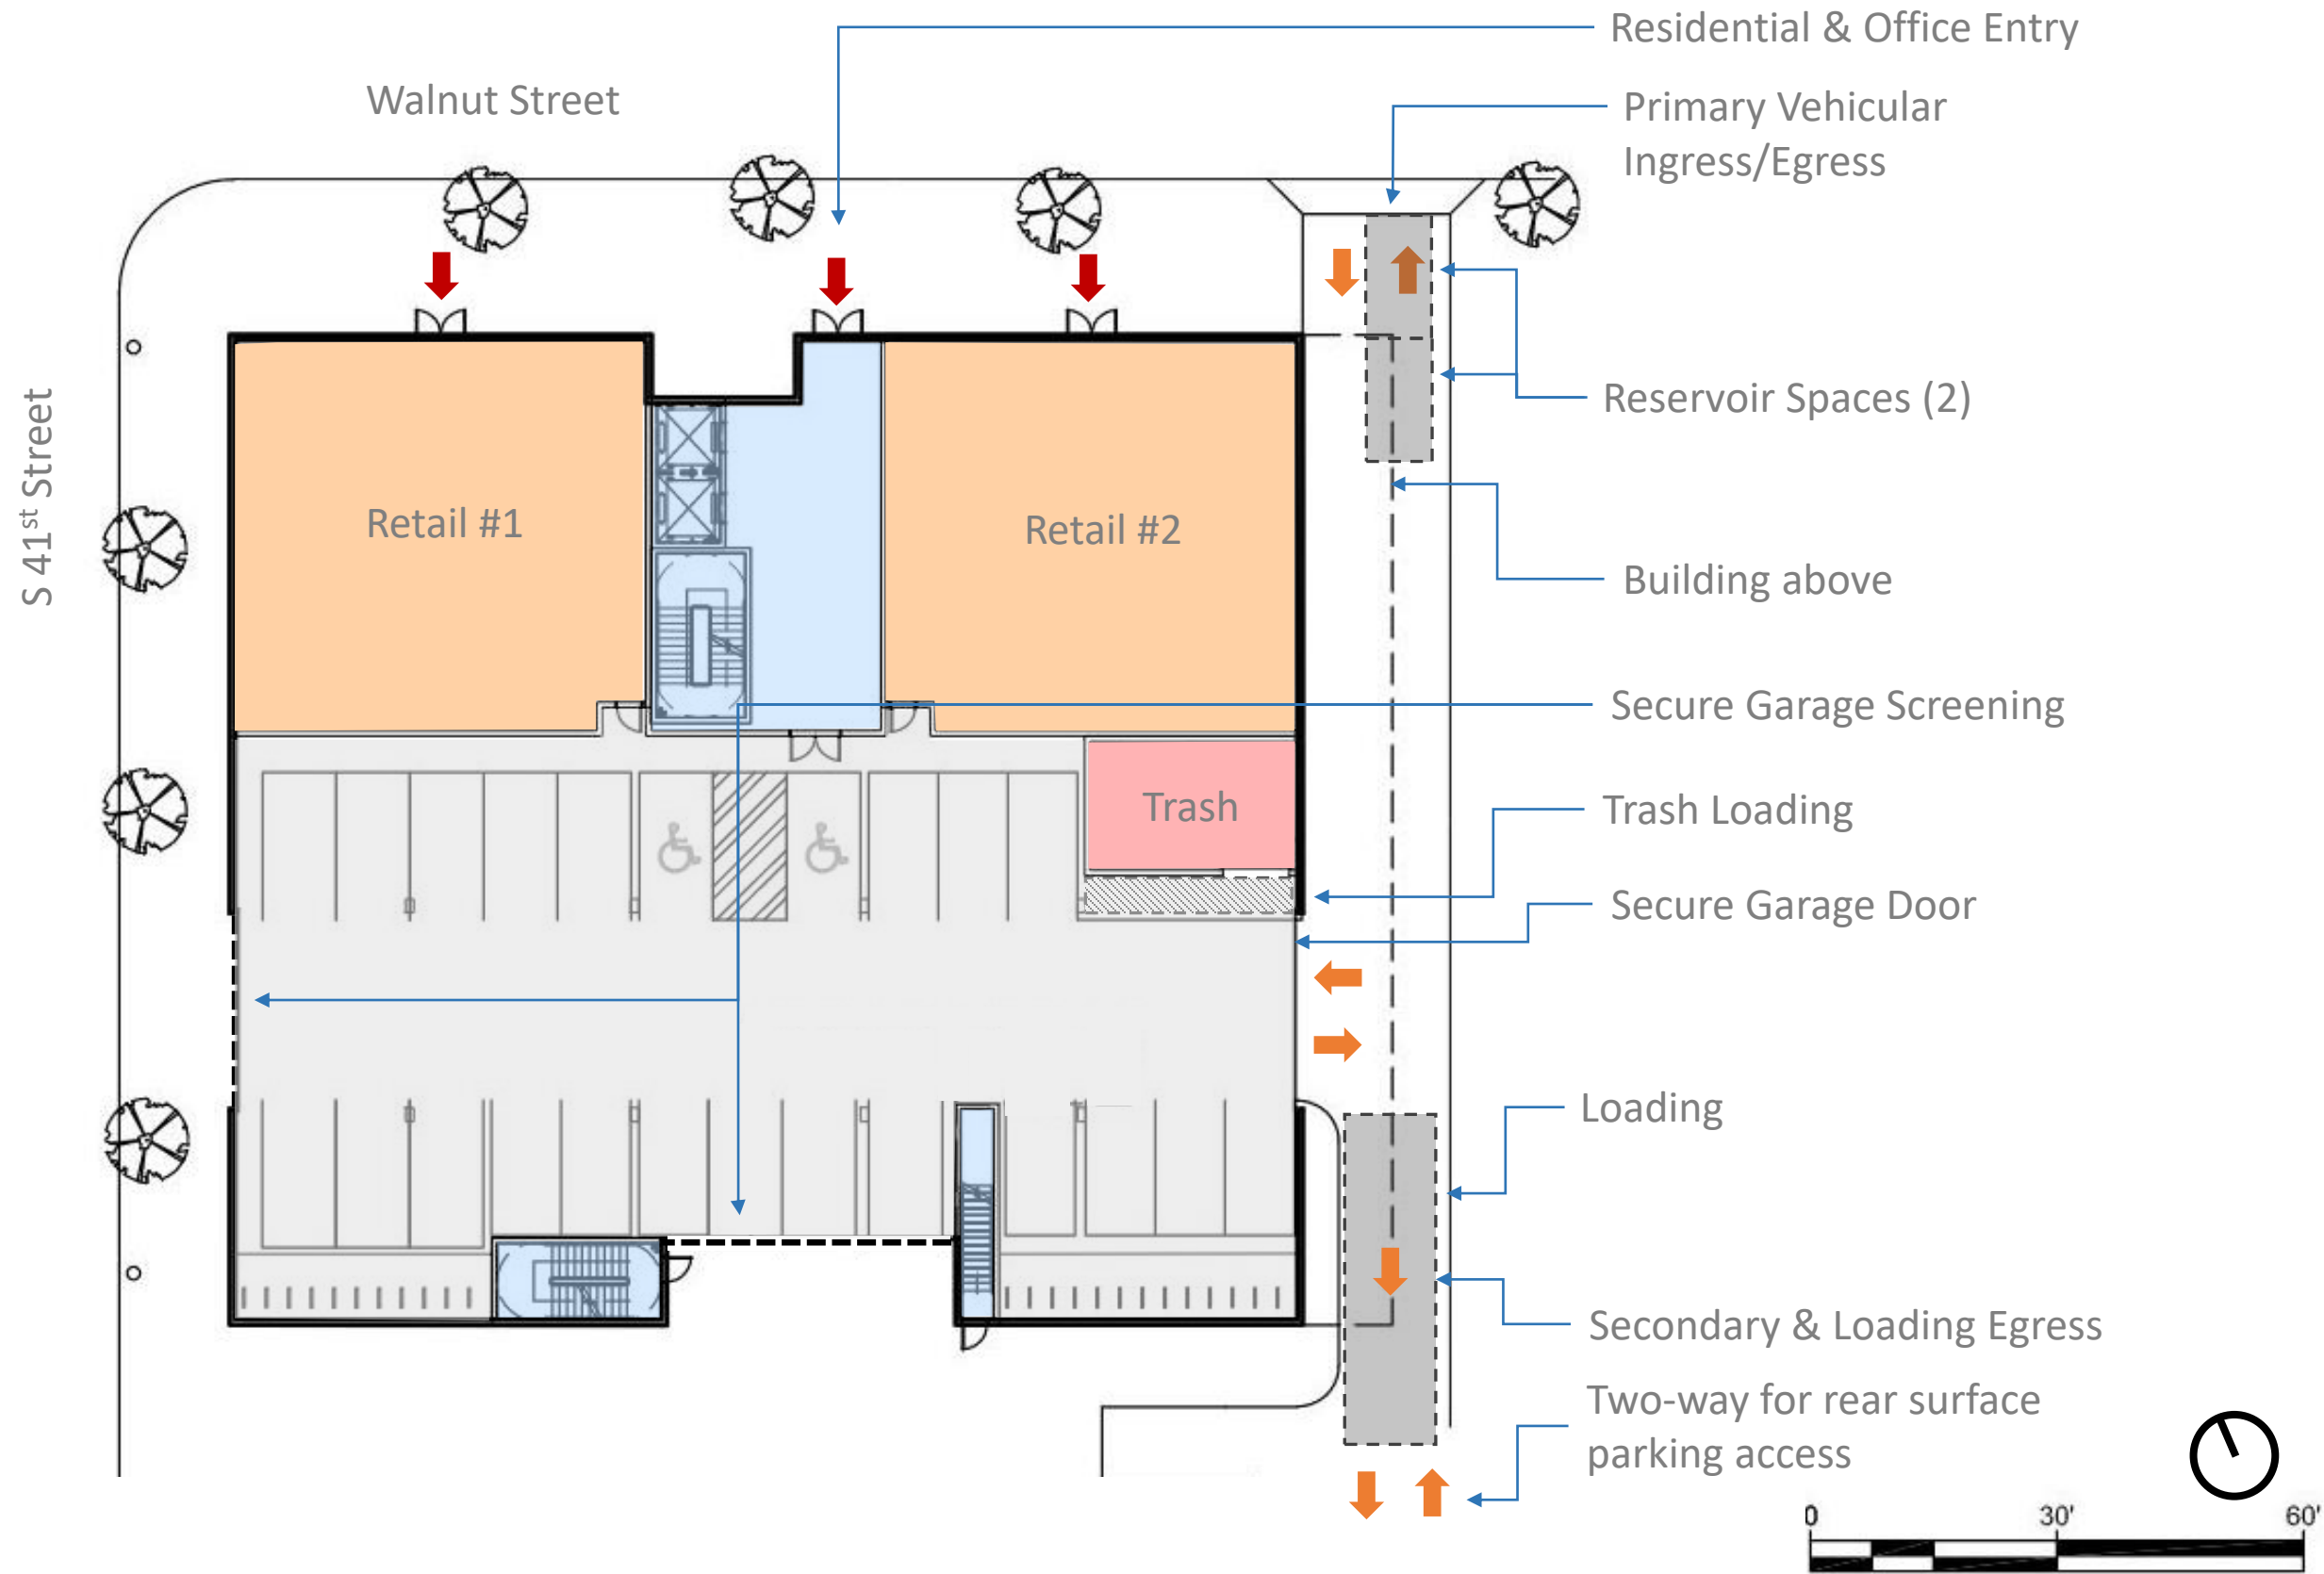 Residential & Office Entry
Walnut Street
Primary Vehicular
Ingress/Egress
Reservoir Spaces (2)
S 41st Street
Retail #1
Retail #2
Building above
Secure Garage Screening
Trash
Trash Loading
Secure Garage Door
Loading
Secondary & Loading Egress
Two-way for rear surface
parking access
0 30' 60'